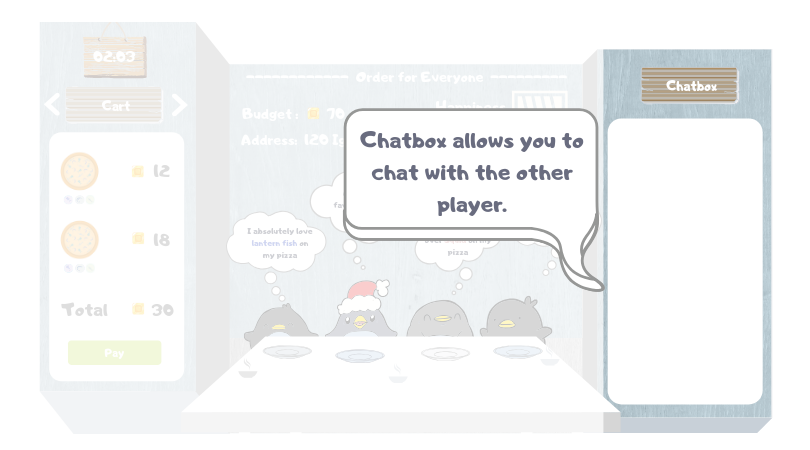 02:03
Cart
12
18
Total 30
Pay
Order for Everyone
Budget: 70
Address: 120
I absolutely love
lantern fish on
my pizza
pizza
Chatbox allows you to
chat with the other
player.
Chatbox